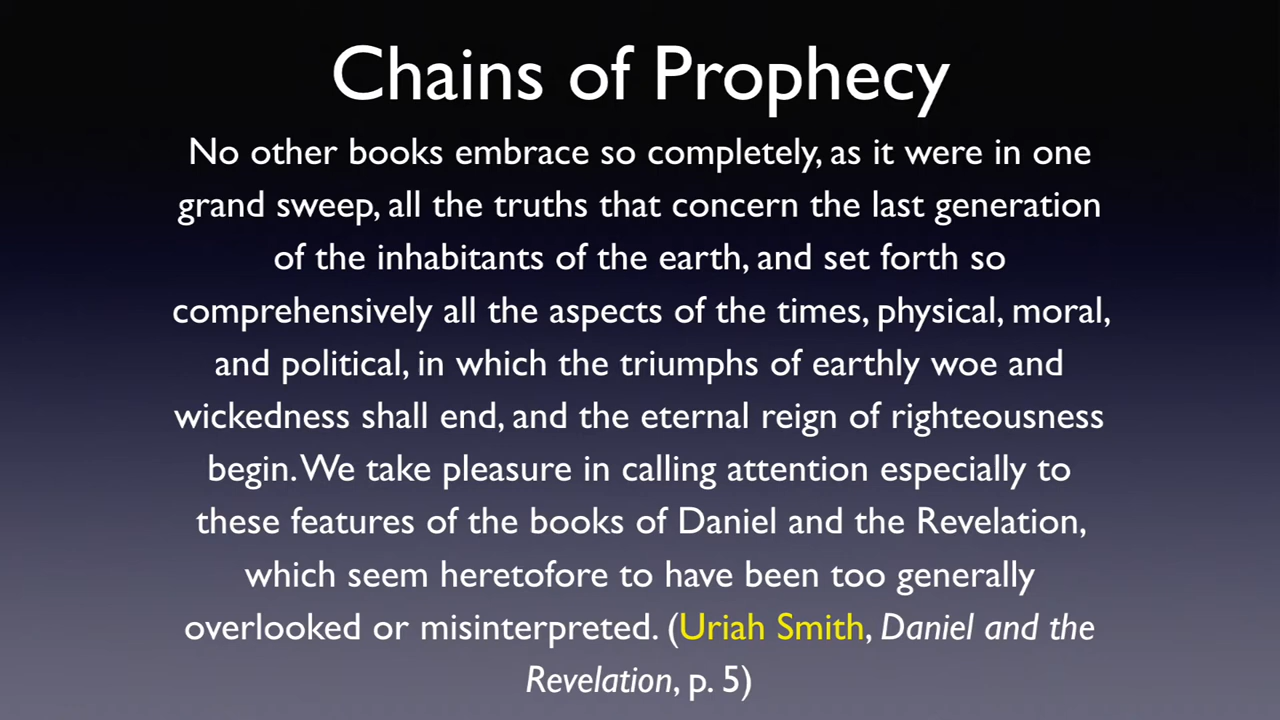 Chains of Prophecy
No other books embrace so completely, as it were in one
grand sweep, all the truths that concern the last generation
of the inhabitants of the earth, and set forth so
comprehensively all the aspects of the times, physical, moral,
and political, in which the triumphs of earthly woe and
wickedness shall end, and the eternal reign of righteousness
begin. We take pleasure in calling attention especially to
these features of the books of Daniel and the Revelation,
which seem heretofore to have been too generally
overlooked or misinterpreted. (Uriah Smith, Daniel and the
Revelation, p. 5)